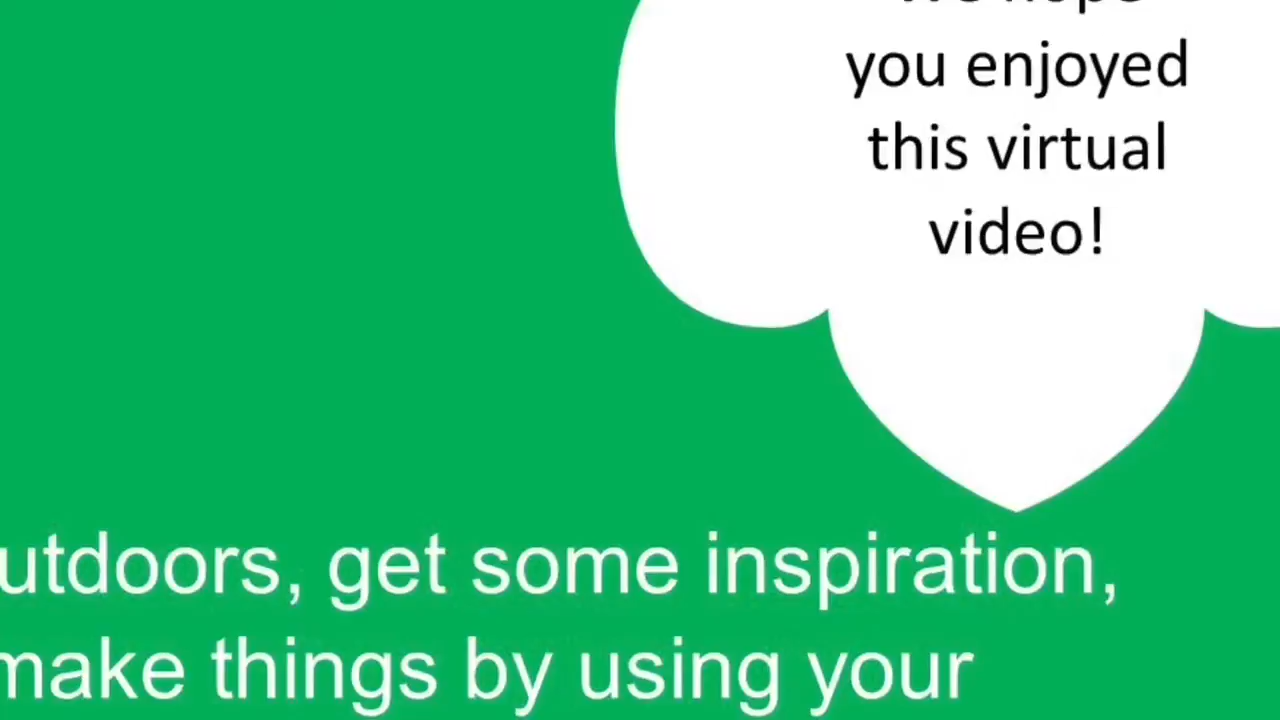 you enjoyed
this virtual
video!
utdoors, get some inspiration,
make things by using your